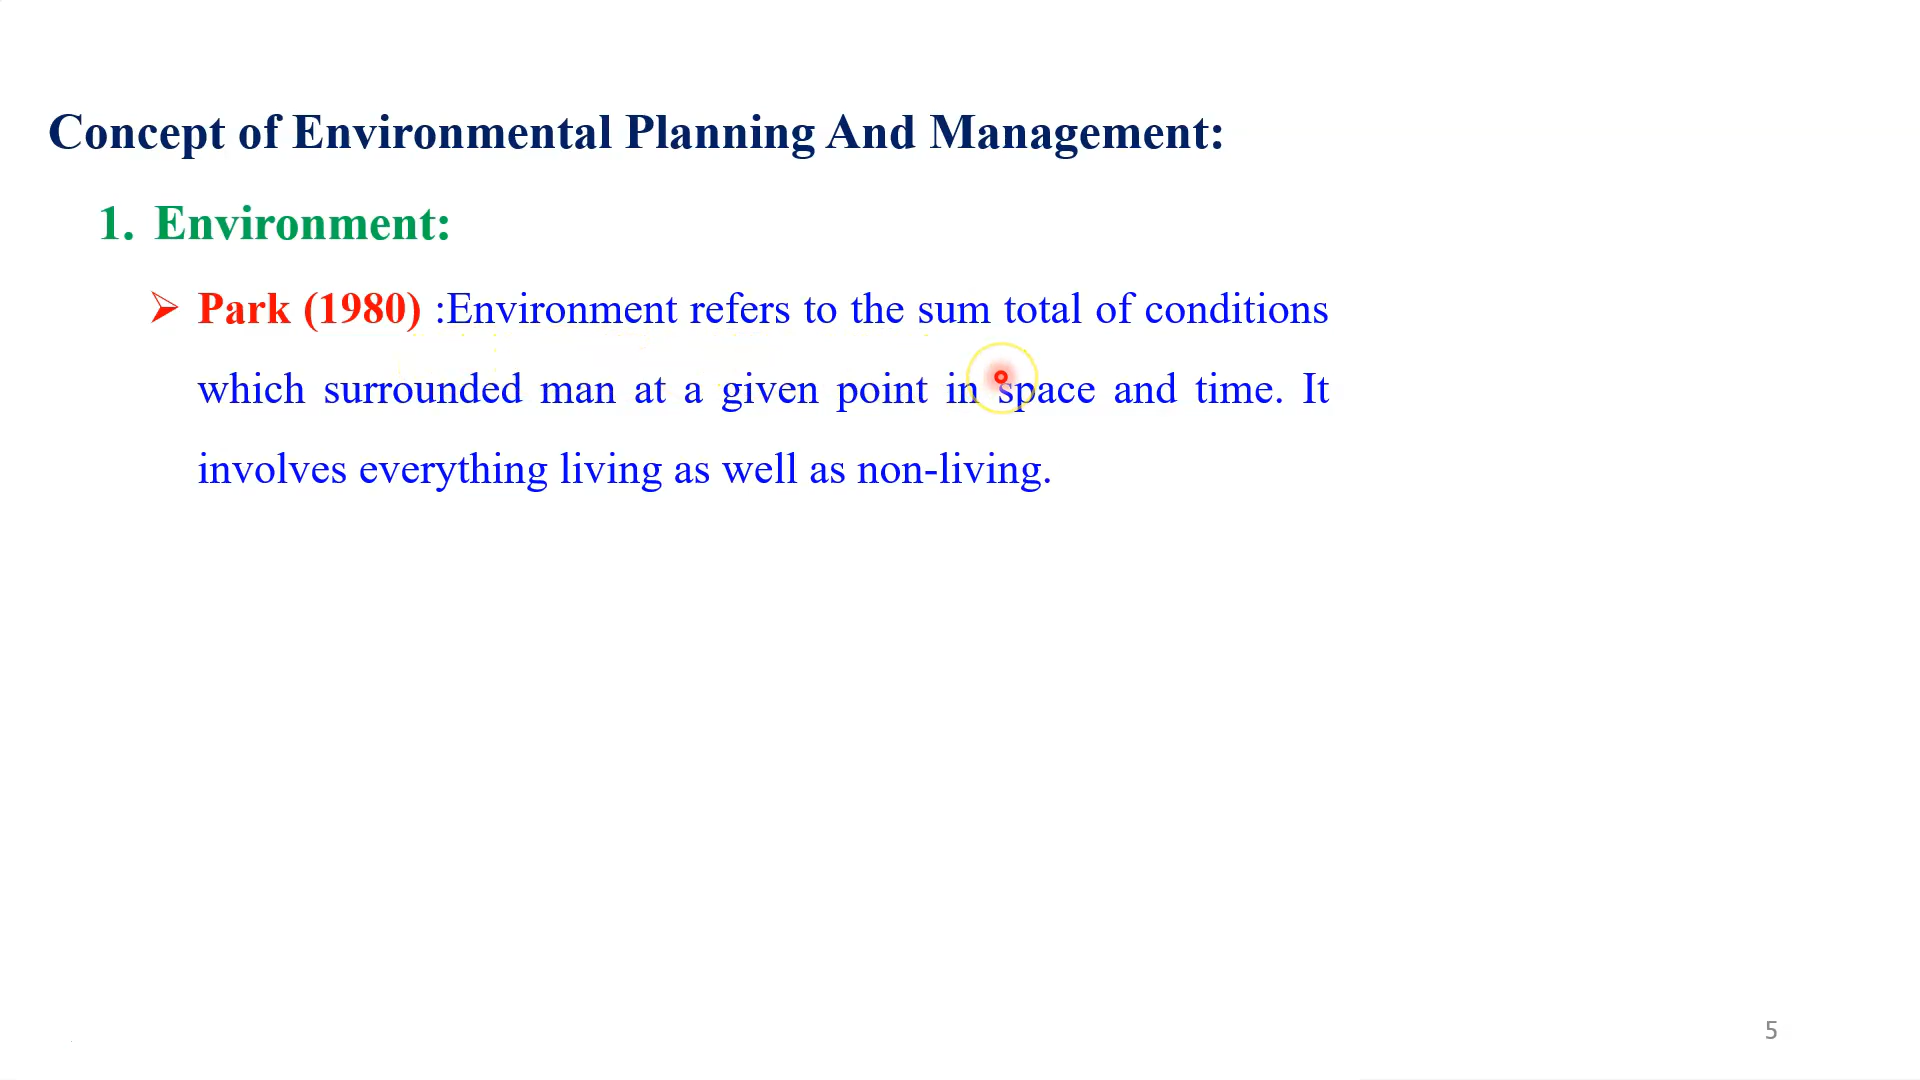 Concept of Environmental Planning And Management:
1. Environment:
➢ Park (1980) :Environment refers to the sum total of conditions
which surrounded man at a given point in space and time. It
involves everything living as well as non-living.
5